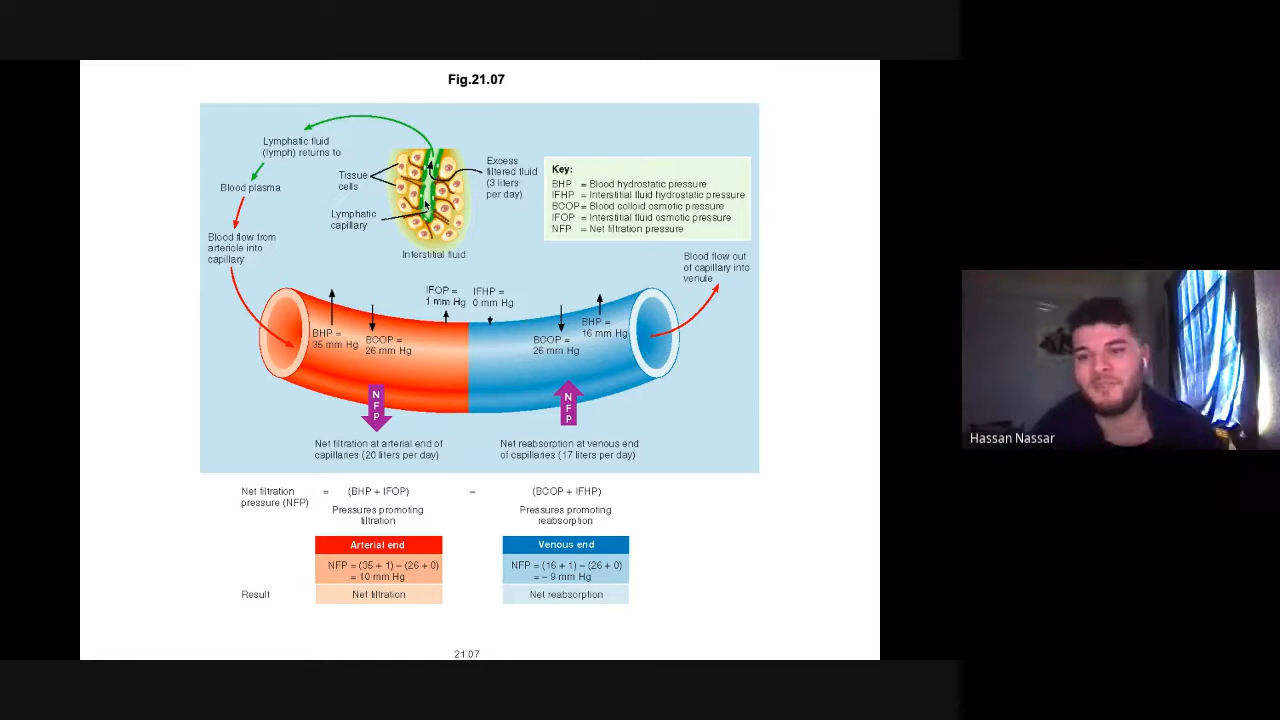 Fig.21.07
Lymphatic fluid
(lymph) returns to
Blood plasma
Blood flow from
arteriole into
capillary
Tissue
cells
Lymphatic
capillary
Excess
filtered fluid
(3 liters
per day)
Interstitial fluid
Key:
BHP = Blood hydrostatic pressure
IFHP = Interstitial fluid hydrostatic pressure
BCOP = Blood colloid osmotic pressure
IFOP = Interstitial fluid osmotic pressure
NFP = Net filtration pressure
Blood flow out
of capillary into
venule
BHP =
35 mm Hg
BCOP =
26 mm Hg
IFOP =
1 mm Hg
IFHP =
0 mm Hg
BCOP =
26 mm Hg
BHP =
16 mm Hg
NFP
NFP
Net filtration at arterial end of
capillaries (20 liters per day)
Net reabsorption at venous end
of capillaries (17 liters per day)
Net filtration
pressure (NFP)
= (BHP + IFOP) – (BCOP + IFHP)
Pressures promoting
filtration
Pressures promoting
reabsorption
Arterial end
NFP = (35 + 1) – (26 + 0)
= 10 mm Hg
Venous end
NFP = (16 + 1) – (26 + 0)
= – 9 mm Hg
Result
Net filtration
Net reabsorption
21 07
Hassan Nassar